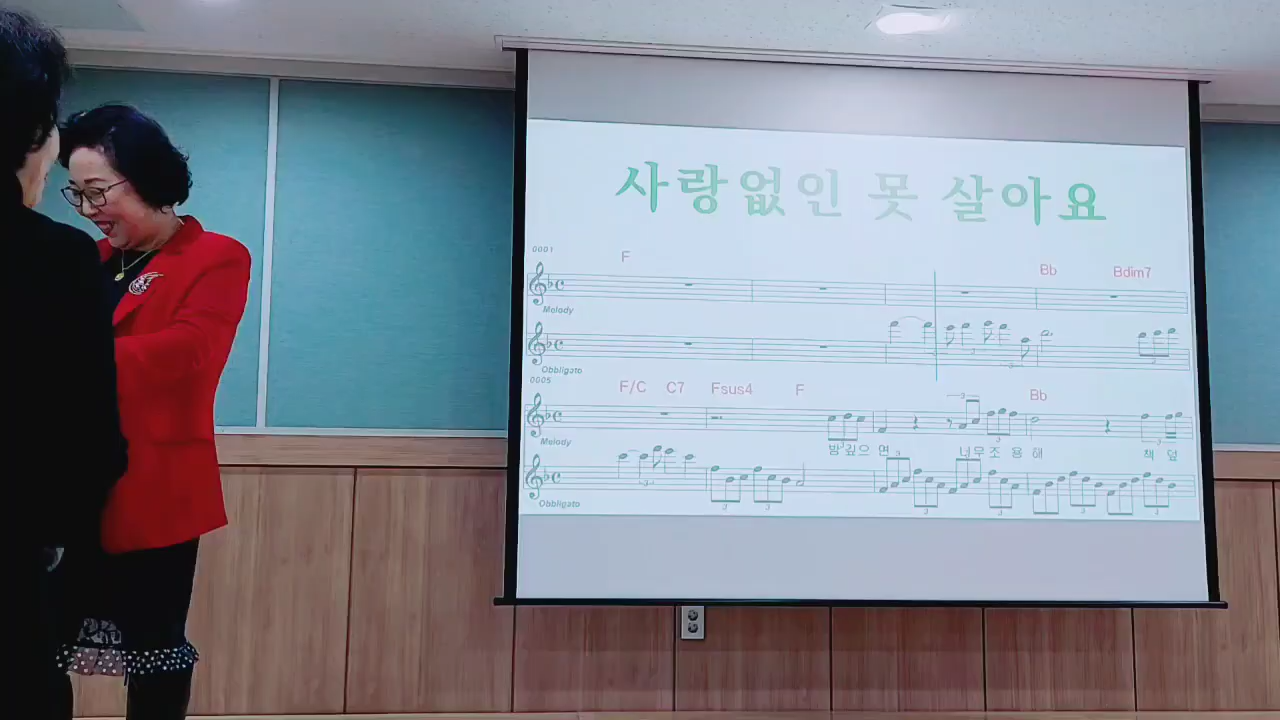 사랑없인 못 살아요
0001 F Bb Bdim7
Melody
Obbligato
0005 F/C C7 Fsus4 F Bb
Melody
밤깊으 면 너무조 용 해 책 덮
Obbligato